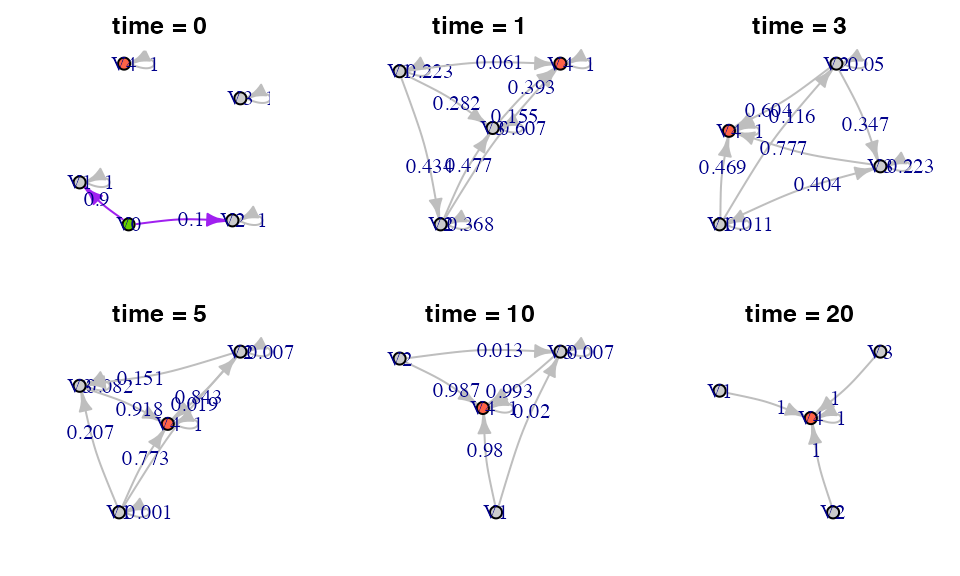 time = 0
V4 1
V3 1
V1 1
0.9
V0
0.1
V2 1
time = 1
V1 0.223
0.061
V4 1
0.393
0.282
0.155
V3 0.607
0.434
0.477
V2 0.368
time = 3
V2 0.05
0.604
0.116
V4 1
0.347
0.777
0.469
V3 0.223
0.404
V1 0.011
time = 5
V2 0.007
0.151
V3 0.082
0.843
0.019
0.918
V4 1
0.207
0.773
V1 0.001
time = 10
V2
0.013
V3 0.007
0.987
0.993
V4 1
0.02
0.98
V1
time = 20
V3
V1
1
1
V4 1
1
V2